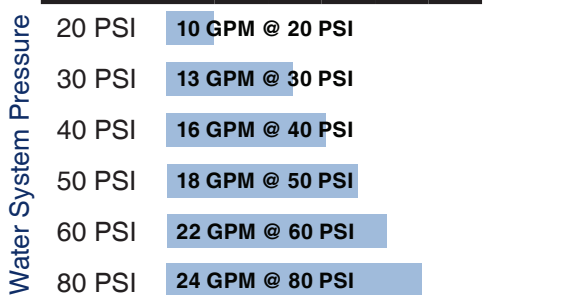 Water System Pressure
20 PSI 10 GPM @ 20 PSI
30 PSI 13 GPM @ 30 PSI
40 PSI 16 GPM @ 40 PSI
50 PSI 18 GPM @ 50 PSI
60 PSI 22 GPM @ 60 PSI
80 PSI 24 GPM @ 80 PSI